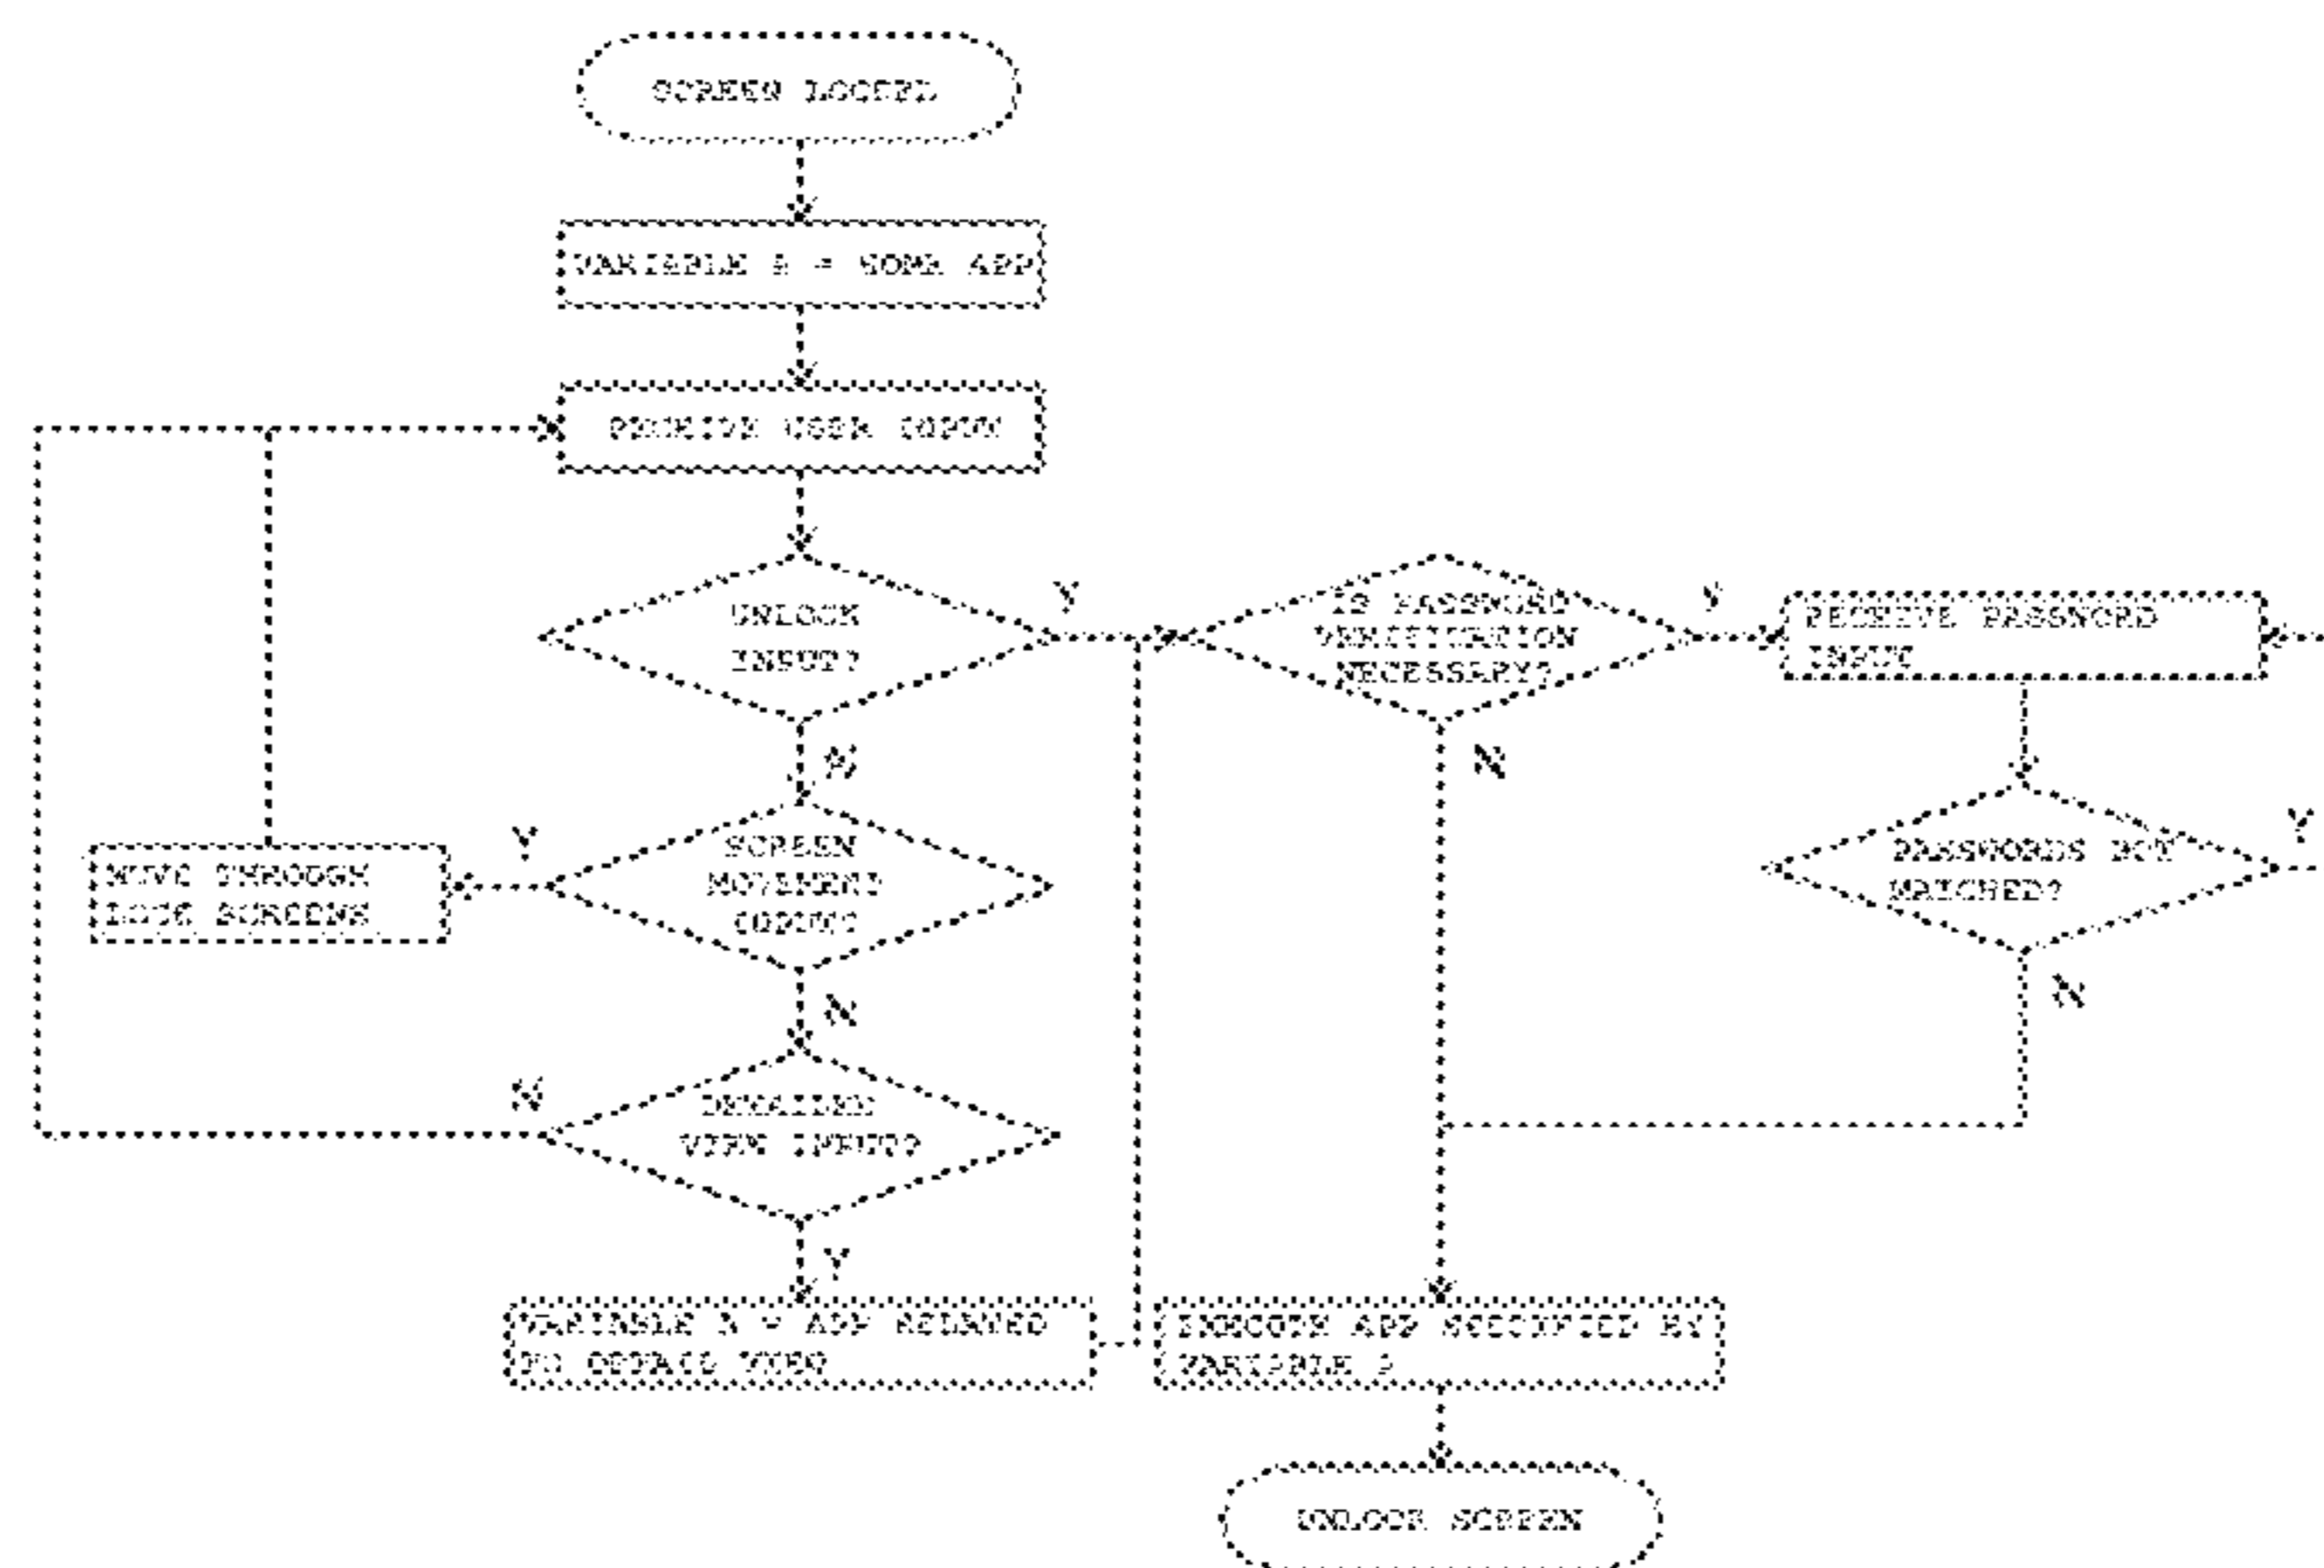 SCREEN LOCKED
VARIABLE A = HOME APP
RECEIVE USER INPUT
UNLOCK
INPUT?
Y
IS PASSWORD
VERIFICATION
NECESSARY?
Y
RECEIVE PASSWORD
INPUT
N
N
SCREEN
MOVEMENT
INPUT?
Y
MOVE THROUGH
LOCK SCREENS
PASSWORDS NOT
MATCHED?
Y
N
N
DETAILED
VIEW INPUT?
N
Y
VARIABLE A = APP RELATED
TO DETAIL VIEW
EXECUTE APP SPECIFIED BY
VARIABLE A
UNLOCK SCREEN